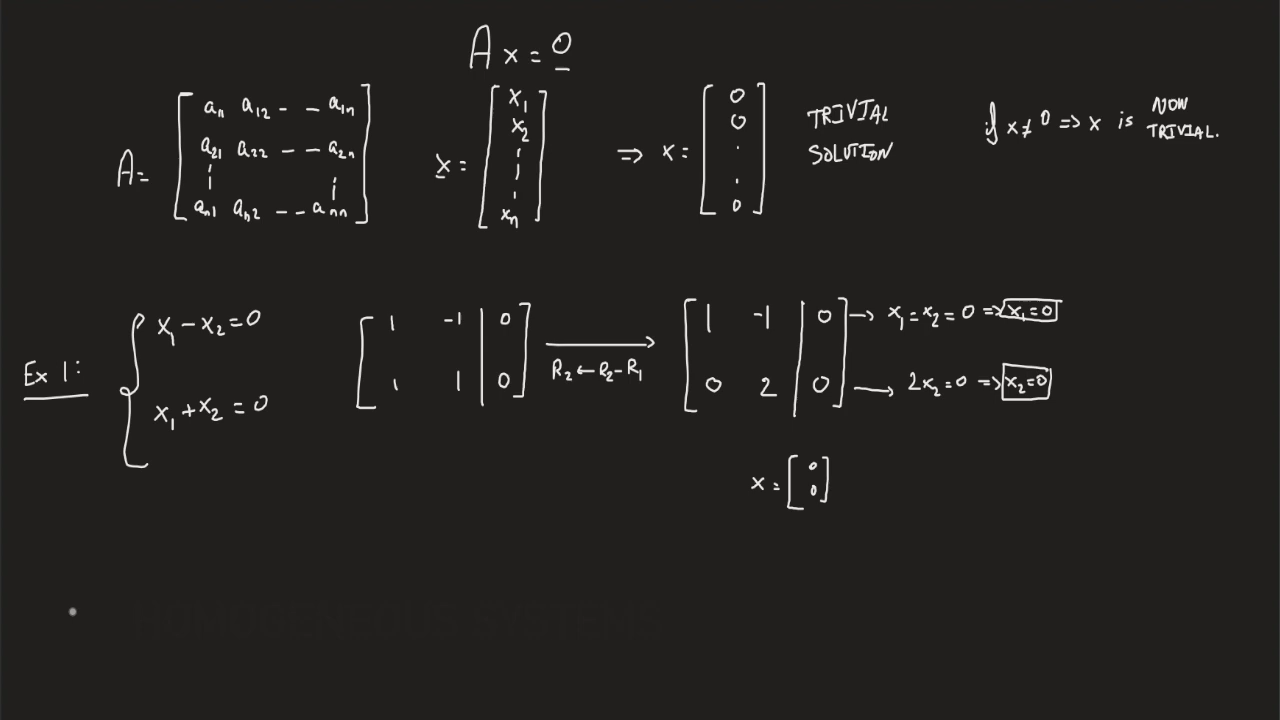 A x = 0
A = [ a11 a12 - - a1n
a21 a22 - - a2n
an1 an2 - - ann ]
x = [ x1
x2
xn ]
⇒ x = [ 0
0
.
.
0 ]
TRIVIAL
SOLUTION
if x ≠ 0 ⇒ x is NON
TRIVIAL.
Ex 1:
x1 - x2 = 0
x1 + x2 = 0
[ 1 -1 | 0
1 1 | 0 ]
R2 ← R2 - R1
[ 1 -1 | 0 ] → x1 = x2 = 0 ⇒ x1 = 0
[ 0 2 | 0 ] → 2x2 = 0 ⇒ x2 = 0
x = [ 0
0 ]
HOMOGENEOUS SYSTEMS